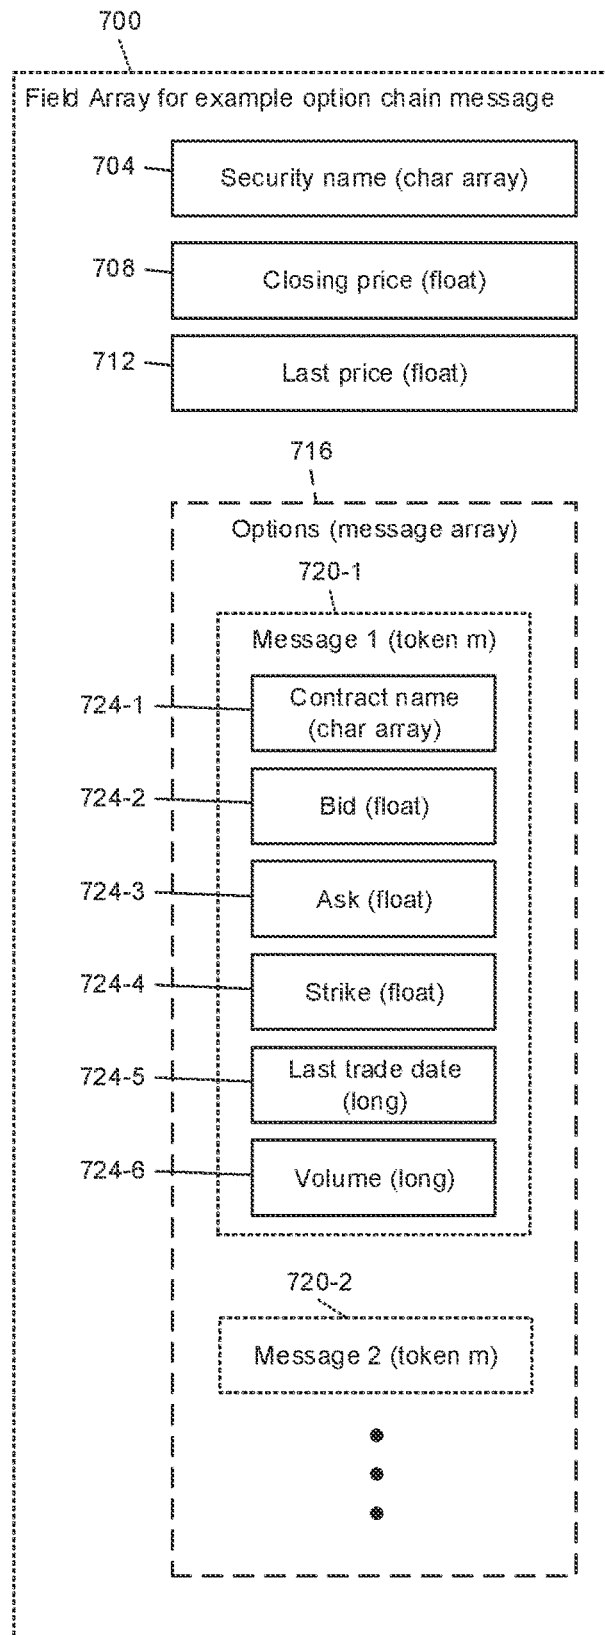 700
Field Array for example option chain message
704
Security name (char array)
708
Closing price (float)
712
Last price (float)
716
Options (message array)
720-1
Message 1 (token m)
724-1
Contract name
(char array)
724-2
Bid (float)
724-3
Ask (float)
724-4
Strike (float)
724-5
Last trade date
(long)
724-6
Volume (long)
720-2
Message 2 (token m)